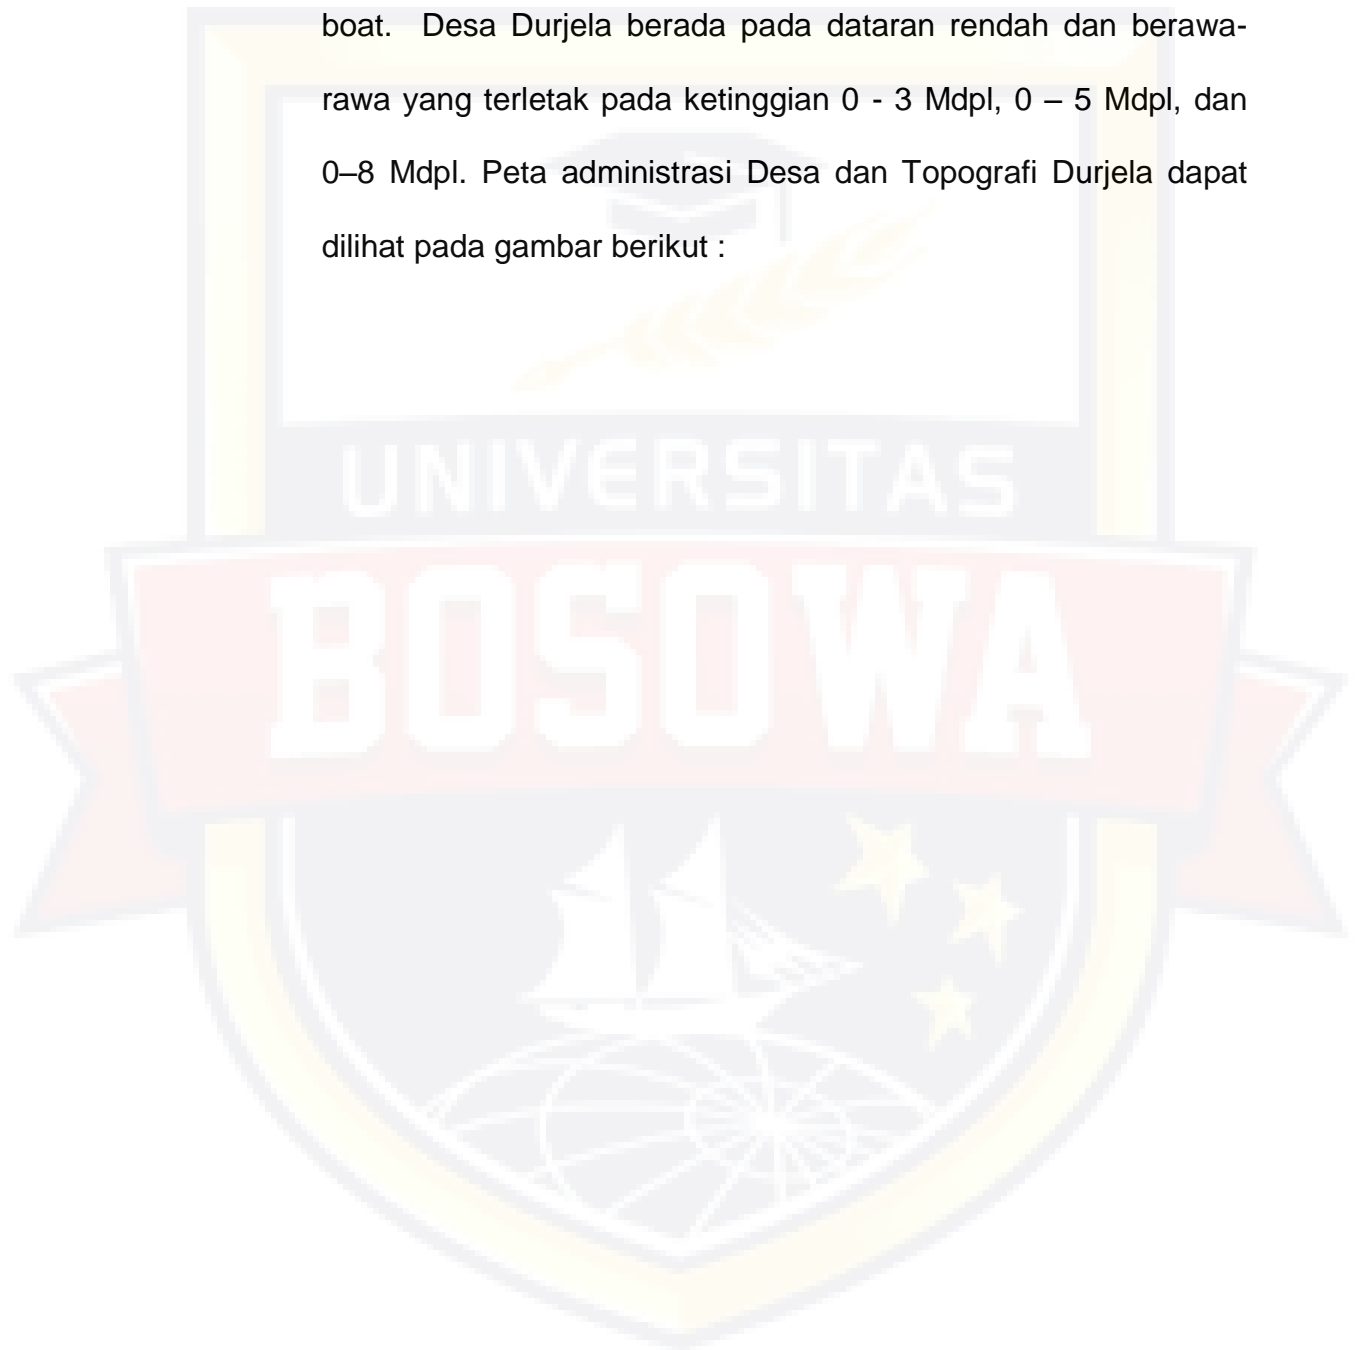 boat. Desa Durjela berada pada dataran rendah dan berawa-
rawa yang terletak pada ketinggian 0 - 3 Mdpl, 0 – 5 Mdpl, dan
0–8 Mdpl. Peta administrasi Desa dan Topografi Durjela dapat
dilihat pada gambar berikut :
UNIVERSITAS
BOSOWA